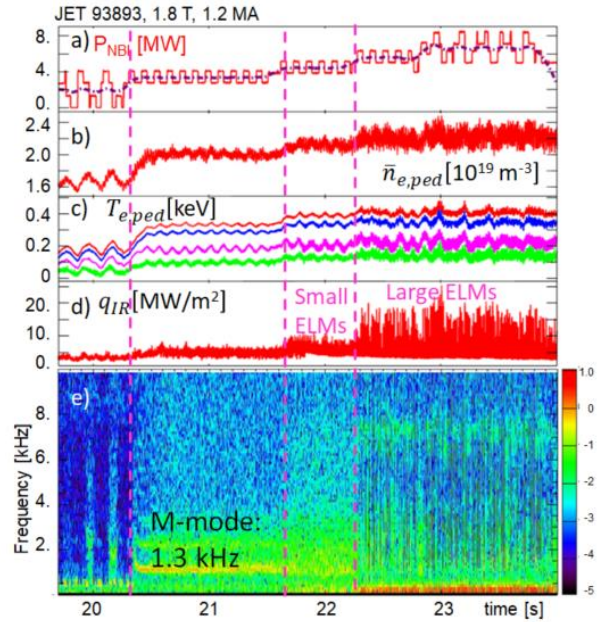 JET 93893, 1.8 T, 1.2 MA
a) P_NBI [MW]
8.
4.
0.
b)
2.4
2.0
1.6
n̄_e,ped [10¹⁹ m⁻³]
c) T_e,ped [keV]
0.4
0.2
0
d) q_IR [MW/m²]
20.
10.
0.
Small
ELMs
Large ELMs
e)
Frequency [kHz]
8.
6.
4.
2.
M-mode:
1.3 kHz
1.0
0
-1
-2
-3
-4
-5
20 21 22 23 time [s]